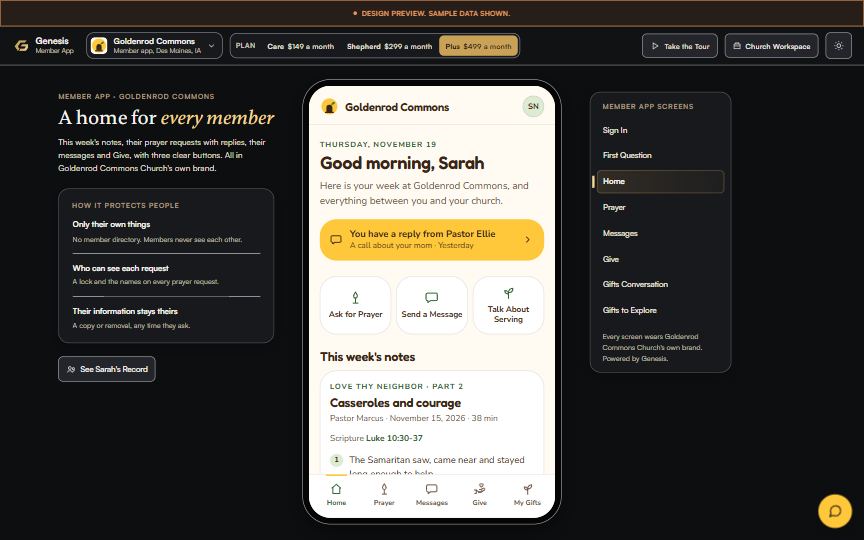 DESIGN PREVIEW. SAMPLE DATA SHOWN.
Genesis
Member App
Goldenrod Commons
Member app, Des Moines, IA
PLAN
Care $149 a month
Shepherd $299 a month
Plus $499 a month
Take the Tour
Church Workspace
MEMBER APP · GOLDENROD COMMONS
A home for every member
This week's notes, their prayer requests with replies, their
messages and Give, with three clear buttons. All in
Goldenrod Commons Church's own brand.
HOW IT PROTECTS PEOPLE
Only their own things
No member directory. Members never see each other.
Who can see each request
A lock and the names on every prayer request.
Their information stays theirs
A copy or removal, any time they ask.
See Sarah's Record
Goldenrod Commons
SN
THURSDAY, NOVEMBER 19
Good morning, Sarah
Here is your week at Goldenrod Commons, and
everything between you and your church.
You have a reply from Pastor Ellie
A call about your mom · Yesterday
Ask for Prayer
Send a Message
Talk About
Serving
This week's notes
LOVE THY NEIGHBOR · PART 2
Casseroles and courage
Pastor Marcus · November 15, 2026 · 38 min
Scripture Luke 10:30-37
1 The Samaritan saw, came near and stayed
long enough to help
Home
Prayer
Messages
Give
My Gifts
MEMBER APP SCREENS
Sign In
First Question
Home
Prayer
Messages
Give
Gifts Conversation
Gifts to Explore
Every screen wears Goldenrod
Commons Church's own brand.
Powered by Genesis.